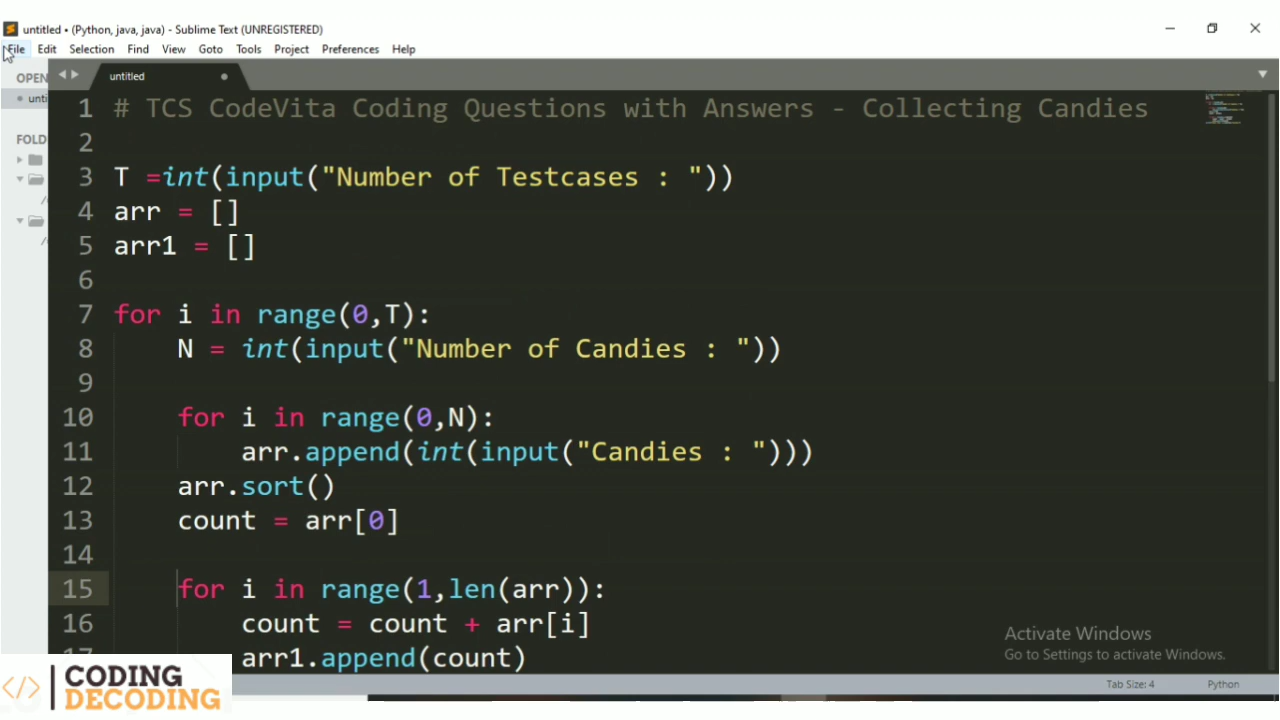 untitled • (Python, java, java) - Sublime Text (UNREGISTERED)
File Edit Selection Find View Goto Tools Project Preferences Help
OPEN
untitled
unti
FOLD
1 # TCS CodeVita Coding Questions with Answers - Collecting Candies
2
3 T =int(input("Number of Testcases : "))
4 arr = []
5 arr1 = []
6
7 for i in range(0,T):
8 N = int(input("Number of Candies : "))
9
10 for i in range(0,N):
11 arr.append(int(input("Candies : ")))
12 arr.sort()
13 count = arr[0]
14
15 for i in range(1,len(arr)):
16 count = count + arr[i]
17 arr1.append(count)
Activate Windows
Go to Settings to activate Windows.
Tab Size: 4 Python
</> CODING
DECODING